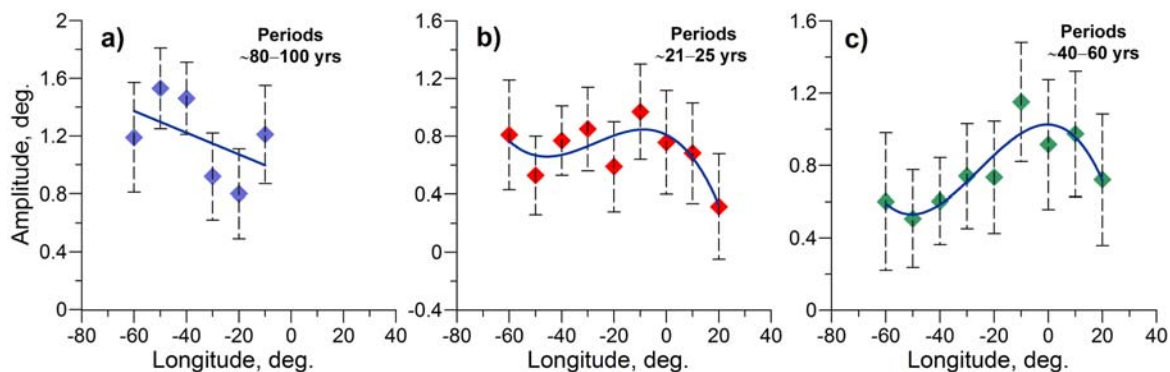 a)
Periods
~80–100 yrs
Amplitude, deg.
2
1.6
1.2
0.8
0.4
0
-80 -60 -40 -20 0 20 40
Longitude, deg.
b)
Periods
~21–25 yrs
1.6
1.2
0.8
0.4
0
-0.4
-80 -60 -40 -20 0 20 40
Longitude, deg.
c)
Periods
~40–60 yrs
1.6
1.2
0.8
0.4
0
-80 -60 -40 -20 0 20 40
Longitude, deg.